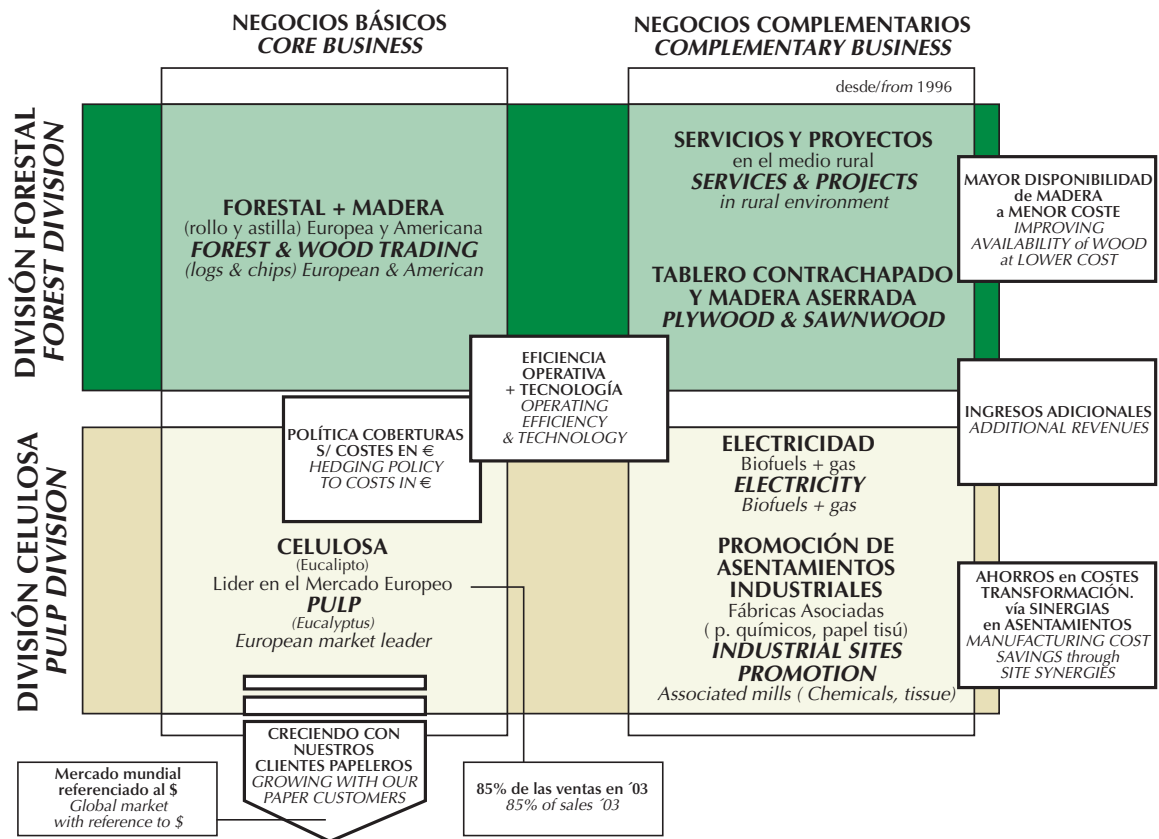 NEGOCIOS BÁSICOS
CORE BUSINESS
NEGOCIOS COMPLEMENTARIOS
COMPLEMENTARY BUSINESS
desde/from 1996
DIVISIÓN FORESTAL
FOREST DIVISION
FORESTAL + MADERA
(rollo y astilla) Europea y Americana
FOREST & WOOD TRADING
(logs & chips) European & American
SERVICIOS Y PROYECTOS
en el medio rural
SERVICES & PROJECTS
in rural environment
TABLERO CONTRACHAPADO
Y MADERA ASERRADA
PLYWOOD & SAWNWOOD
MAYOR DISPONIBILIDAD
de MADERA
a MENOR COSTE
IMPROVING
AVAILABILITY of WOOD
at LOWER COST
EFICIENCIA
OPERATIVA
+ TECNOLOGÍA
OPERATING
EFFICIENCY
& TECHNOLOGY
INGRESOS ADICIONALES
ADDITIONAL REVENUES
DIVISIÓN CELULOSA
PULP DIVISION
POLÍTICA COBERTURAS
S/ COSTES EN €
HEDGING POLICY
TO COSTS IN €
CELULOSA
(Eucalipto)
Lider en el Mercado Europeo
PULP
(Eucalyptus)
European market leader
ELECTRICIDAD
Biofuels + gas
ELECTRICITY
Biofuels + gas
PROMOCIÓN DE
ASENTAMIENTOS
INDUSTRIALES
Fábricas Asociadas
( p. químicos, papel tisú)
INDUSTRIAL SITES
PROMOTION
Associated mills ( Chemicals, tissue)
AHORROS en COSTES
TRANSFORMACIÓN.
vía SINERGIAS
en ASENTAMIENTOS
MANUFACTURING COST
SAVINGS through
SITE SYNERGIES
CRECIENDO CON
NUESTROS
CLIENTES PAPELEROS
GROWING WITH OUR
PAPER CUSTOMERS
Mercado mundial
referenciado al $
Global market
with reference to $
85% de las ventas en ´03
85% of sales ´03